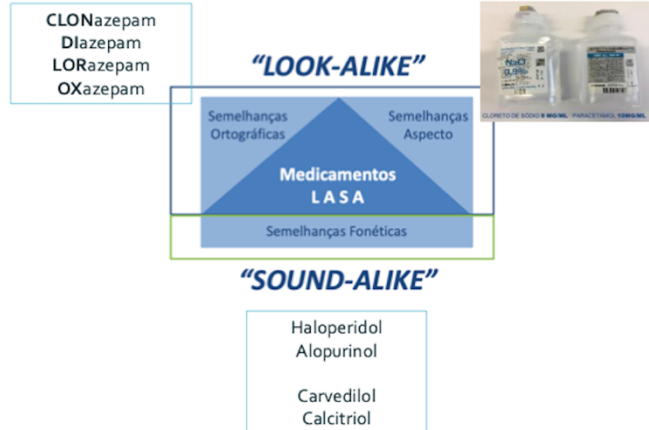 CLONazepam
DIazepam
LORazepam
OXazepam
“LOOK-ALIKE”
NaCl
0,9%
CLORETO DE SÓDIO 9 MG/ML
PARACETAMOL 10MG/ML
Semelhanças
Ortográficas
Semelhanças
Aspecto
Medicamentos
L A S A
Semelhanças Fonéticas
“SOUND-ALIKE”
Haloperidol
Alopurinol
Carvedilol
Calcitriol